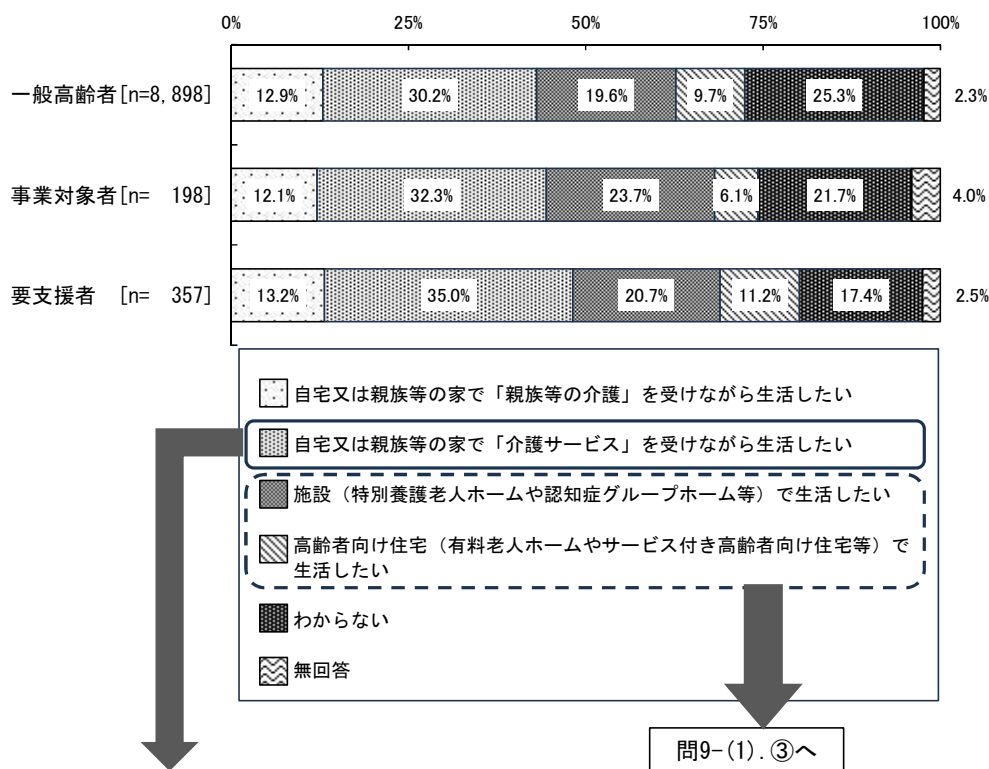 0% 25% 50% 75% 100%
一般高齢者[n=8,898] 12.9% 30.2% 19.6% 9.7% 25.3% 2.3%
事業対象者[n= 198] 12.1% 32.3% 23.7% 6.1% 21.7% 4.0%
要支援者 [n= 357] 13.2% 35.0% 20.7% 11.2% 17.4% 2.5%
自宅又は親族等の家で「親族等の介護」を受けながら生活したい
自宅又は親族等の家で「介護サービス」を受けながら生活したい
施設（特別養護老人ホームや認知症グループホーム等）で生活したい
高齢者向け住宅（有料老人ホームやサービス付き高齢者向け住宅等）で
生活したい
わからない
無回答
問9-(1).③へ